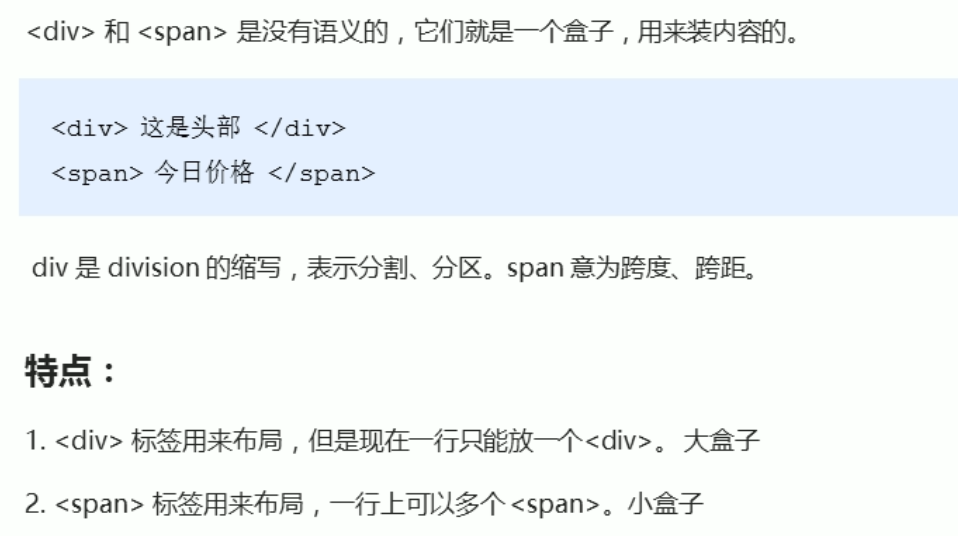 <div> 和 <span> 是没有语义的，它们就是一个盒子，用来装内容的。
<div> 这是头部 </div>
<span> 今日价格 </span>
div 是 division 的缩写，表示分割、分区。span 意为跨度、跨距。
特点：
1. <div> 标签用来布局，但是现在一行只能放一个<div>。 大盒子
2. <span> 标签用来布局，一行上可以多个 <span>。小盒子